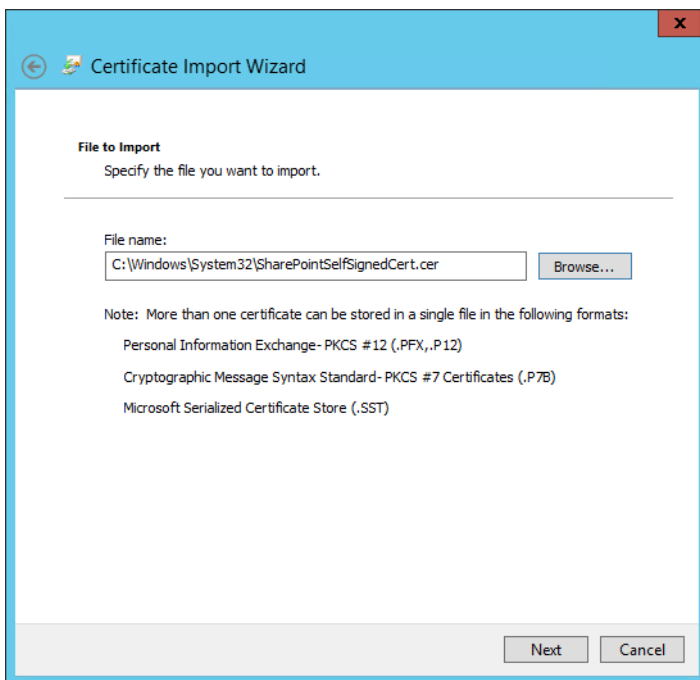 x
Certificate Import Wizard
File to Import
Specify the file you want to import.
File name:
C:\Windows\System32\SharePointSelfSignedCert.cer
Browse...
Note:  More than one certificate can be stored in a single file in the following formats:
Personal Information Exchange- PKCS #12 (.PFX,.P12)
Cryptographic Message Syntax Standard- PKCS #7 Certificates (.P7B)
Microsoft Serialized Certificate Store (.SST)
Next
Cancel